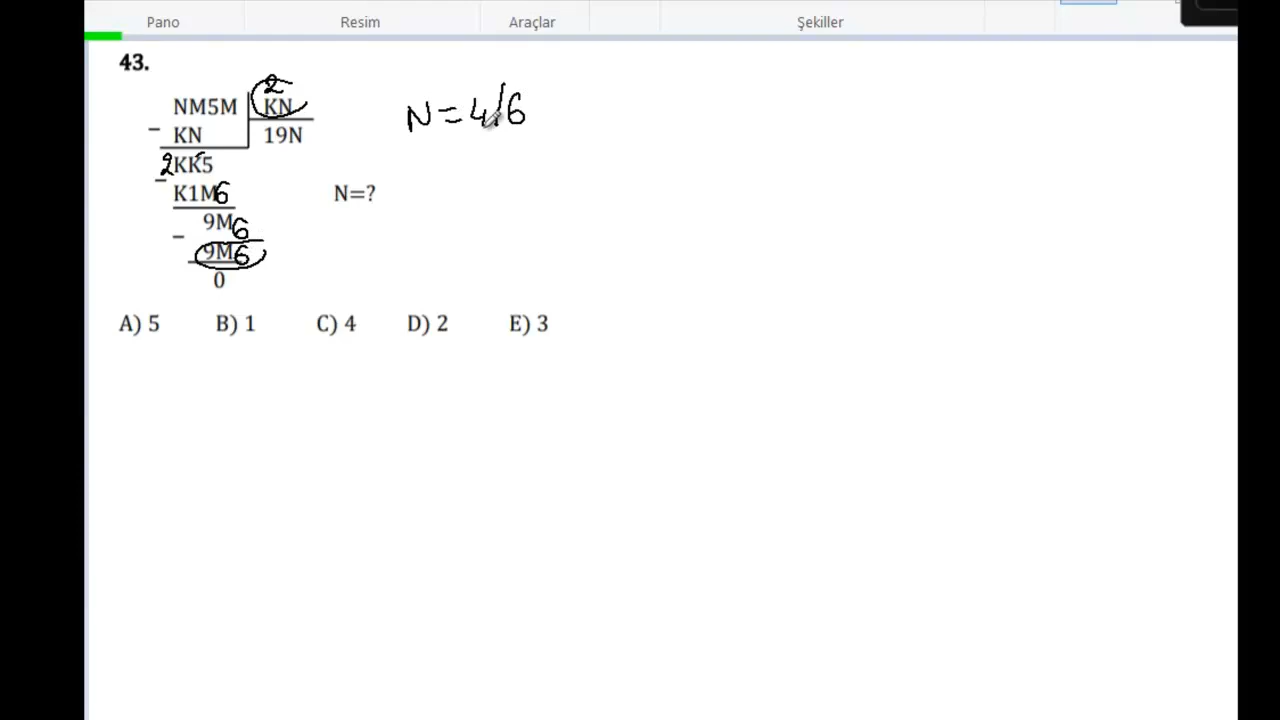 Pano Resim Araçlar Şekiller
43.
2
NM5M KN N=4/6
- KN 19N
2KK5
- K1M6 N=?
9M6
- 9M6
0
A) 5 B) 1 C) 4 D) 2 E) 3